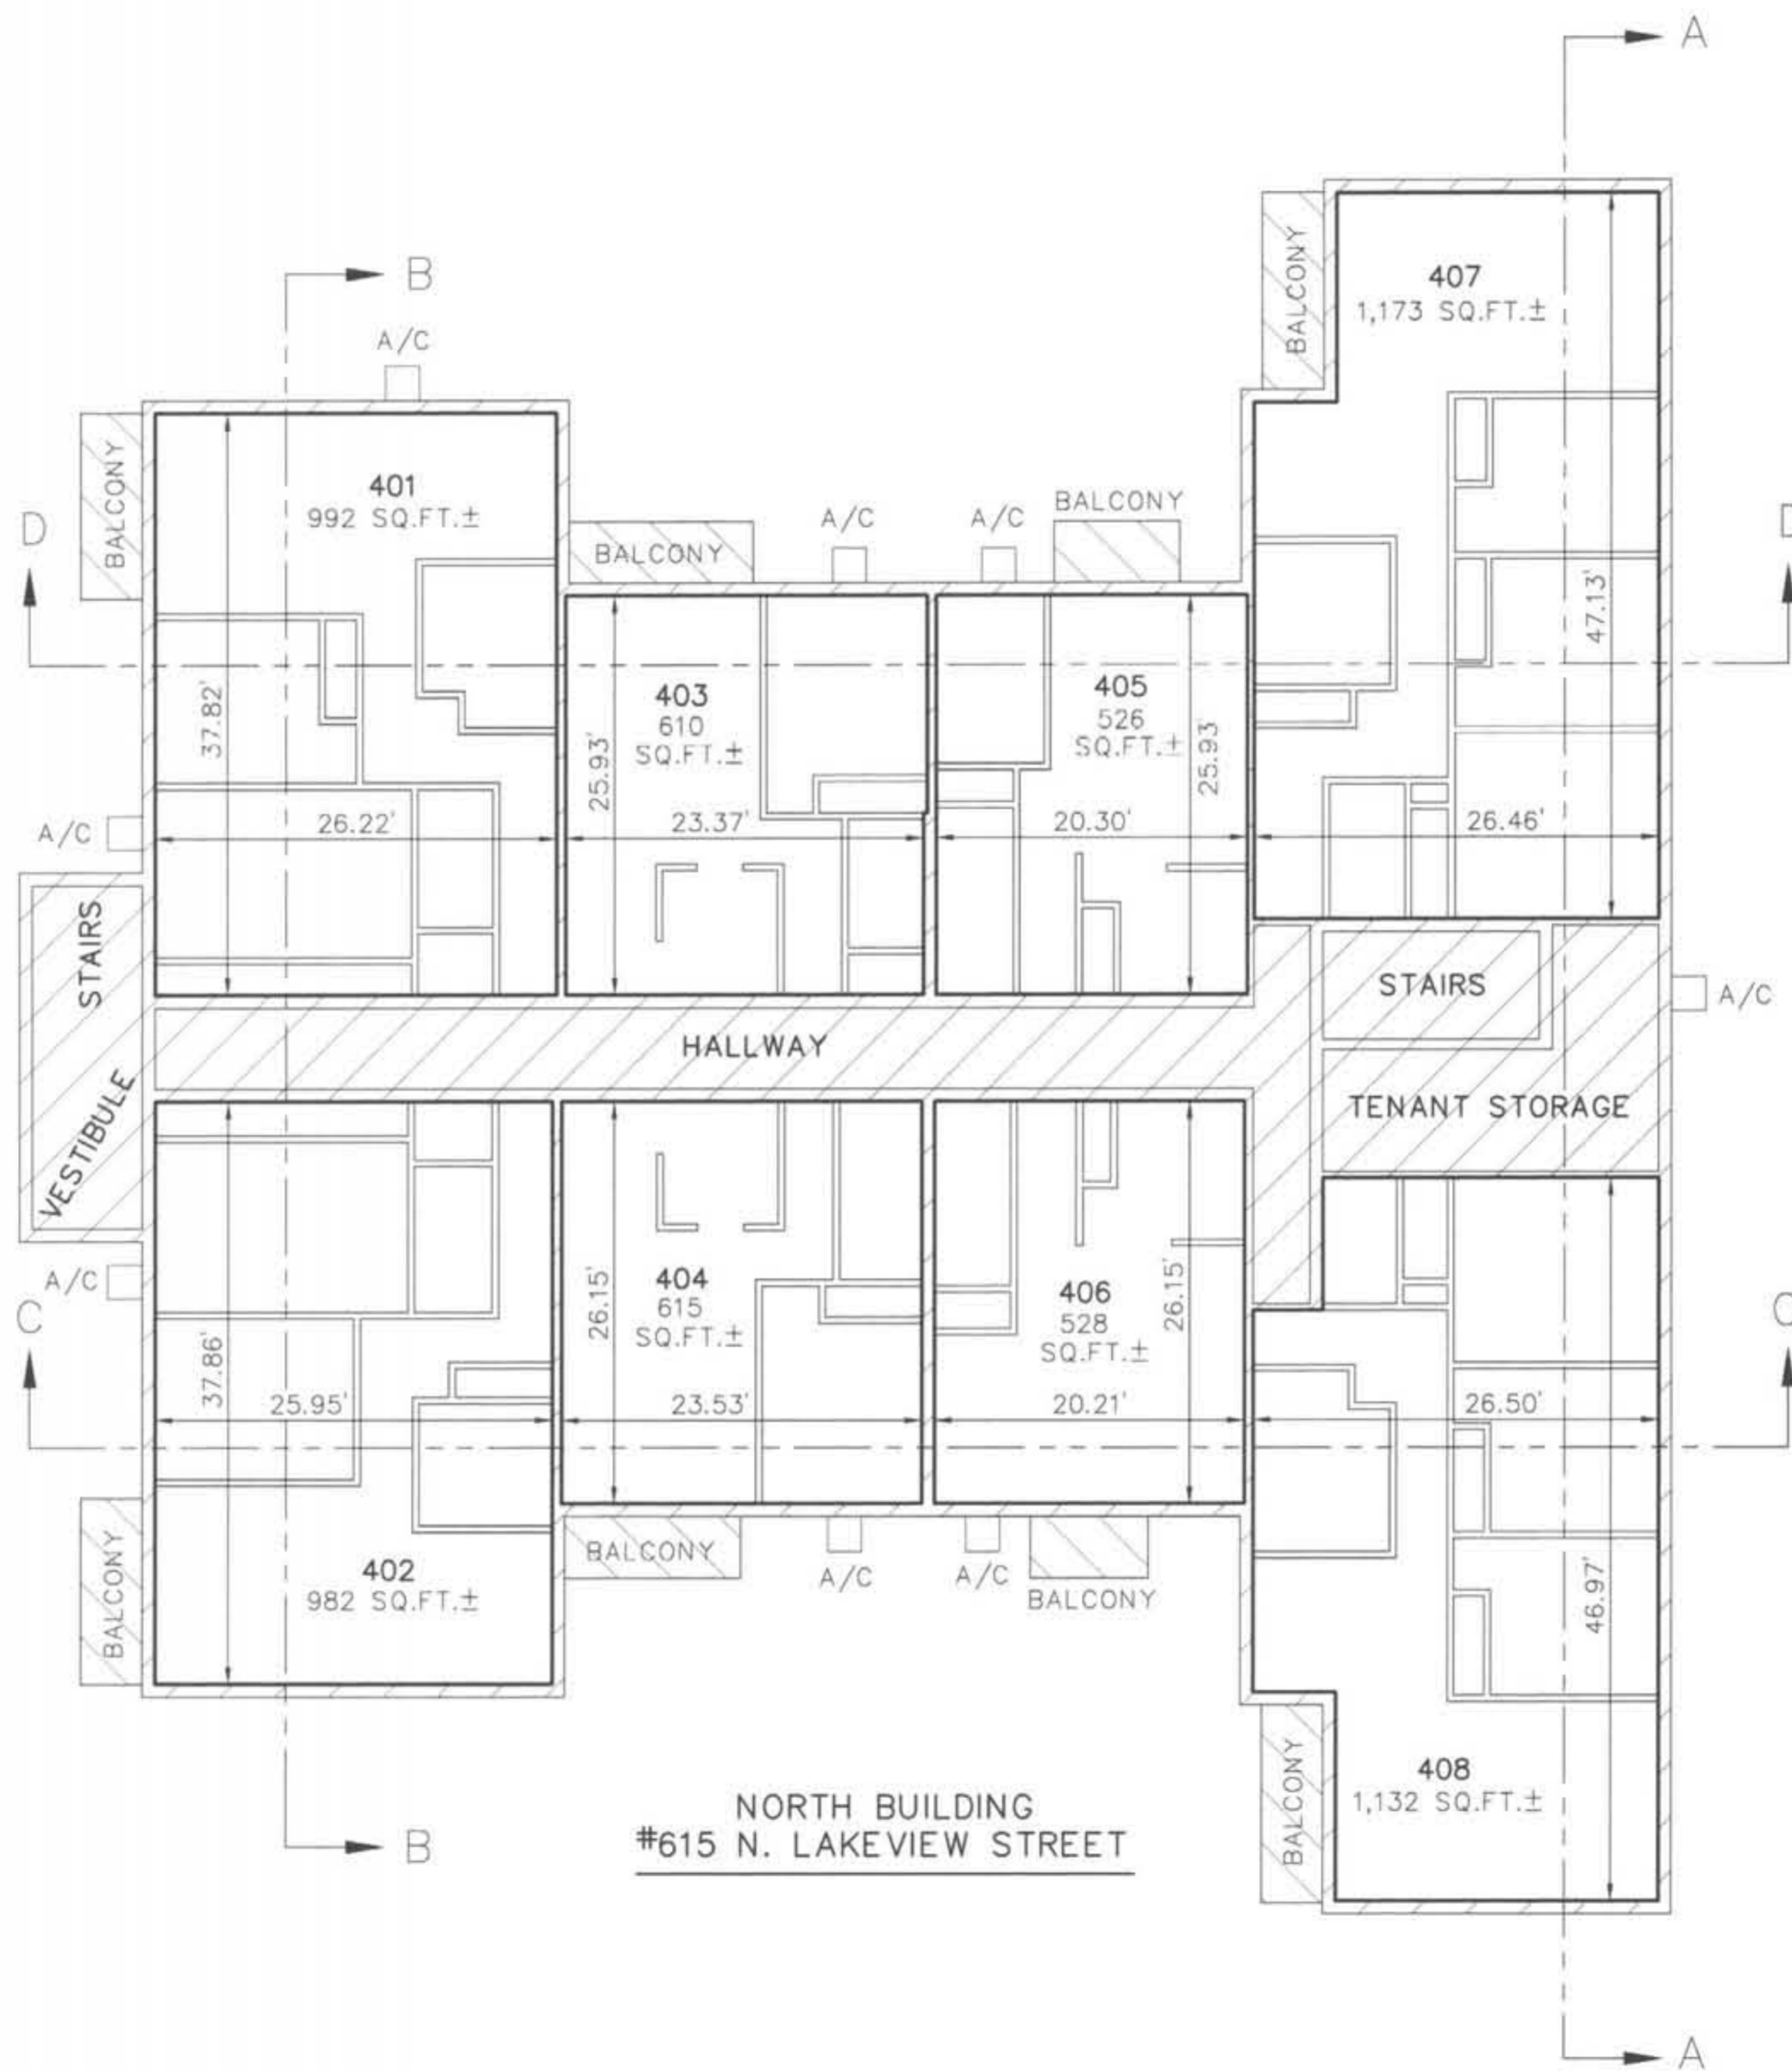 A
B
A/C
BALCONY
407
1,173 SQ.FT.±
BALCONY
401
992 SQ.FT.±
D
BALCONY
A/C
A/C
BALCONY
47.13'
37.82'
403
610
SQ.FT.±
25.93'
405
526
SQ.FT.±
25.93'
A/C
26.22'
23.37'
20.30'
26.46'
STAIRS
STAIRS
A/C
HALLWAY
VESTIBULE
TENANT STORAGE
A/C
C
404
615
SQ.FT.±
26.15'
406
528
SQ.FT.±
26.15'
37.86'
25.95'
23.53'
20.21'
26.50'
BALCONY
402
982 SQ.FT.±
BALCONY
A/C
A/C
BALCONY
46.97'
BALCONY
408
1,132 SQ.FT.±
NORTH BUILDING
#615 N. LAKEVIEW STREET
B
A